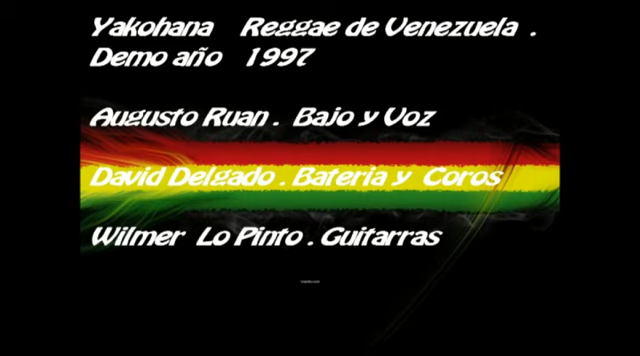 Yakohana Reggae de Venezuela .
Demo año 1997
Augusto Ruan . Bajo y Voz
David Delgado . Bateria y Coros
Wilmer Lo Pinto . Guitarras